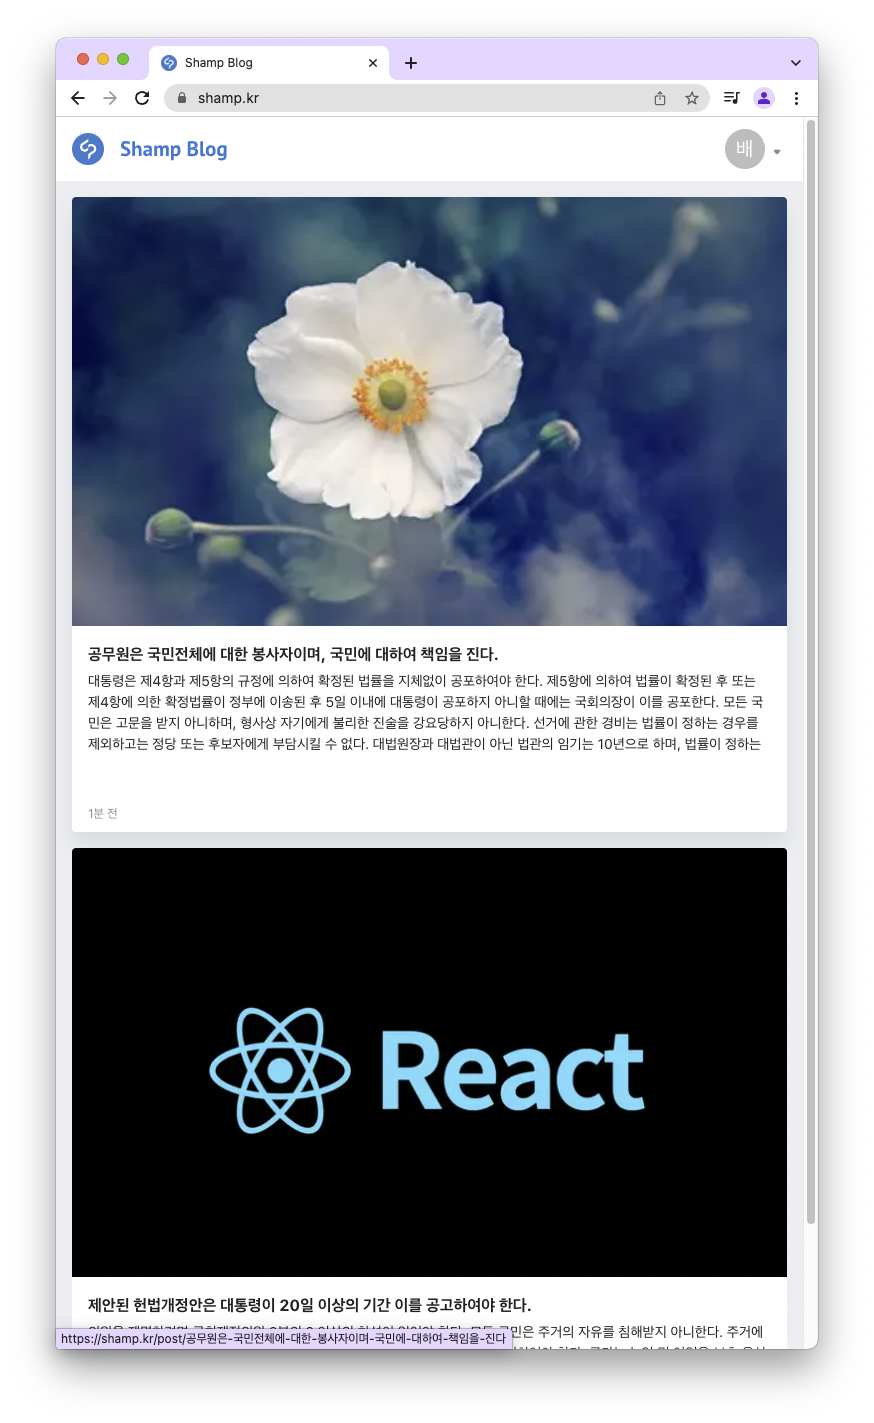 Shamp Blog
shamp.kr
Shamp Blog
배
공무원은 국민전체에 대한 봉사자이며, 국민에 대하여 책임을 진다.
대통령은 제4항과 제5항의 규정에 의하여 확정된 법률을 지체없이 공포하여야 한다. 제5항에 의하여 법률이 확정된 후 또는
제4항에 의한 확정법률이 정부에 이송된 후 5일 이내에 대통령이 공포하지 아니할 때에는 국회의장이 이를 공포한다. 모든 국
민은 고문을 받지 아니하며, 형사상 자기에게 불리한 진술을 강요당하지 아니한다. 선거에 관한 경비는 법률이 정하는 경우를
제외하고는 정당 또는 후보자에게 부담시킬 수 없다. 대법원장과 대법관이 아닌 법관의 임기는 10년으로 하며, 법률이 정하는
1분 전
React
제안된 헌법개정안은 대통령이 20일 이상의 기간 이를 공고하여야 한다.
민은 주거의 자유를 침해받지 아니한다. 주거에
https://shamp.kr/post/공무원은-국민전체에-대한-봉사자이며-국민에-대하여-책임을-진다